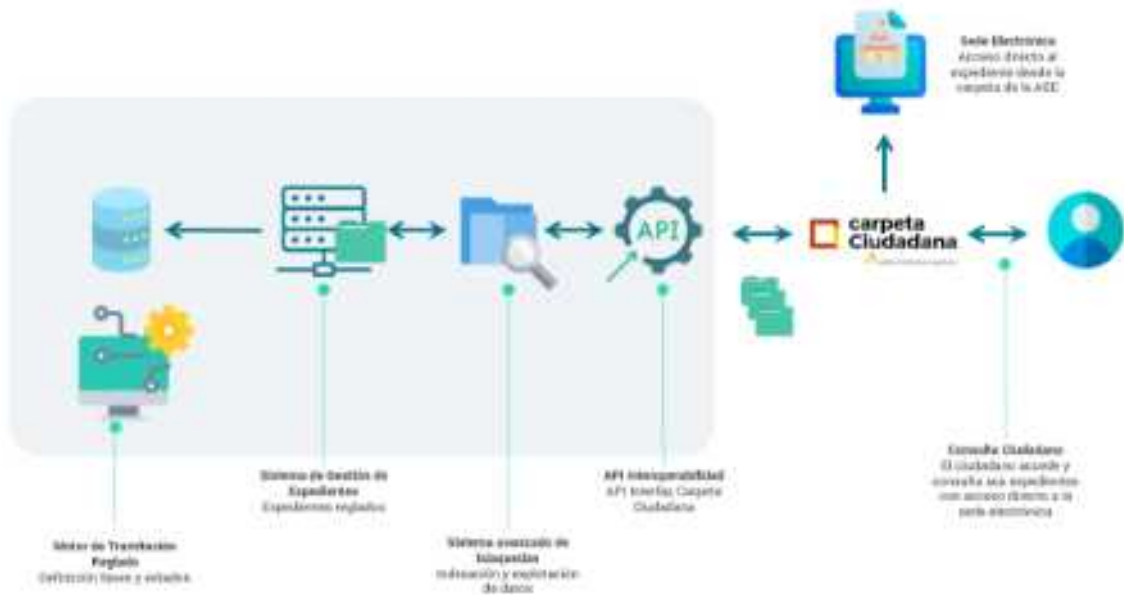 Sede Electrónica
Acceso directo al
expediente desde la
carpeta de la AGE
API
carpeta
Ciudadana
Sistema de Gestión de
Expedientes
Expedientes reglados
API Interoperabilidad
API Interfaz Carpeta
Ciudadana
Consulta Ciudadano
El ciudadano accede y
consulta sus expedientes
con acceso directo a la
sede electrónica
Motor de Tramitación
Reglado
Definición fases y estados
Sistema avanzado de
búsquedas
Indexación y explotación
de datos